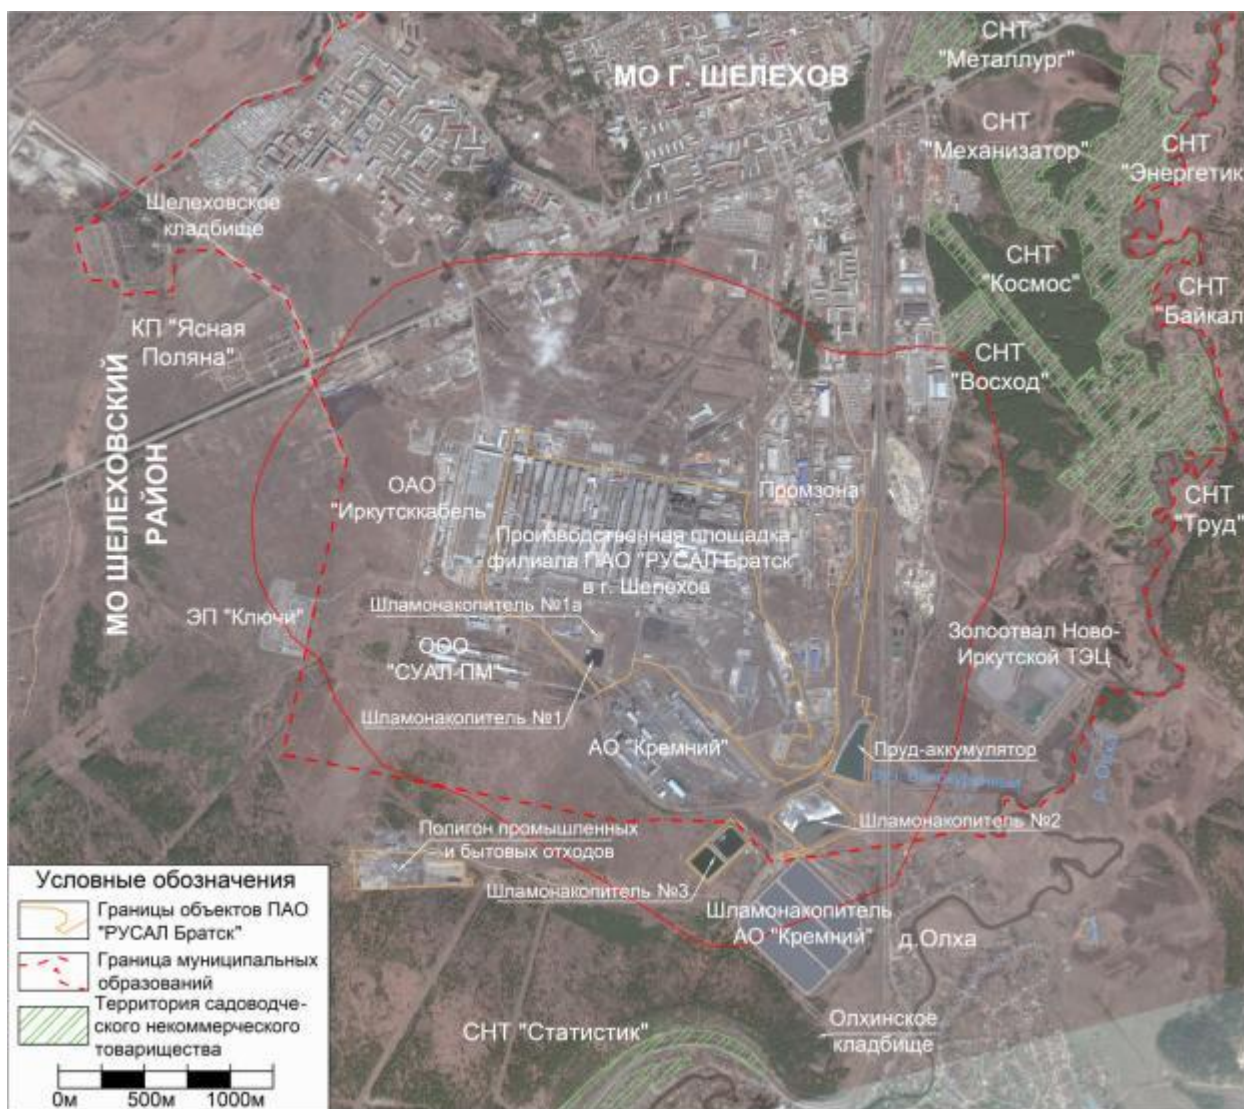 СНТ
"Металлург"
МО Г. ШЕЛЕХОВ
СНТ
"Механизатор"
СНТ
"Энергетик
Шелеховское
кладбище
СНТ
"Космос"
СНТ
"Байкал
КП "Ясная
Поляна"
СНТ
"Восход"
МО ШЕЛЕХОВСКИЙ
РАЙОН
ОАО
"Иркутсккабель"
Промзона
СНТ
"Труд"
Производственная площадка
филиала ПАО "РУСАЛ Братск"
в г. Шелехов
Шламонакопитель №1а
ЭП "Ключи"
ООО
"СУАЛ-ПМ"
Золоотвал Ново-
Иркутской ТЭЦ
Шламонакопитель №1
АО "Кремний"
Пруд-аккумулятор
р. Олха
Шламонакопитель №2
Полигон промышленных
и бытовых отходов
Шламонакопитель №3
Шламонакопитель
АО "Кремний"
д.Олха
СНТ "Статистик"
Олхинское
кладбище
Условные обозначения
Границы объектов ПАО
"РУСАЛ Братск"
Граница муниципальных
образований
Территория садоводче-
ского некоммерческого
товарищества
0м 500м 1000м